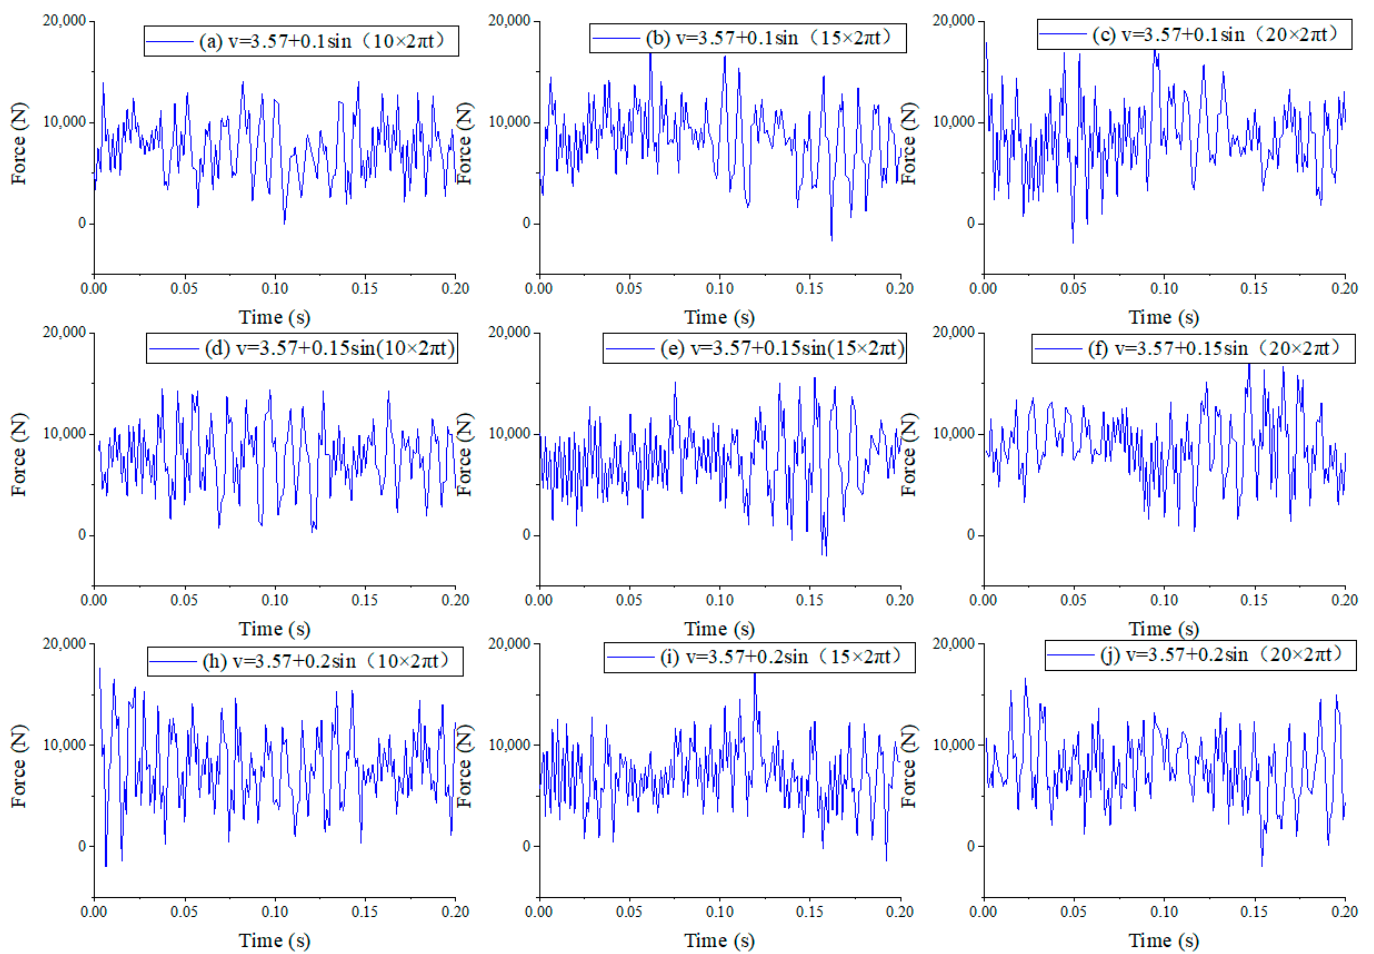 20,000
10,000
0
Force (N)
(a) v=3.57+0.1sin（10×2πt）
0.00 0.05 0.10 0.15 0.20
Time (s)
Force (N)
(b) v=3.57+0.1sin（15×2πt）
0.00 0.05 0.10 0.15 0.20
Time (s)
20,000
10,000
0
Force (N)
(c) v=3.57+0.1sin（20×2πt）
0.00 0.05 0.10 0.15 0.20
Time (s)
20,000
10,000
0
Force (N)
(d) v=3.57+0.15sin(10×2πt)
0.00 0.05 0.10 0.15 0.20
Time (s)
20,000
10,000
0
Force (N)
(e) v=3.57+0.15sin(15×2πt)
0.00 0.05 0.10 0.15 0.20
Time (s)
20,000
10,000
0
Force (N)
(f) v=3.57+0.15sin（20×2πt）
0.00 0.05 0.10 0.15 0.20
Time (s)
20,000
10,000
0
Force (N)
(h) v=3.57+0.2sin（10×2πt）
0.00 0.05 0.10 0.15 0.20
Time (s)
20,000
10,000
0
Force (N)
(i) v=3.57+0.2sin（15×2πt）
0.00 0.05 0.10 0.15 0.20
Time (s)
20,000
10,000
0
Force (N)
(j) v=3.57+0.2sin（20×2πt）
0.00 0.05 0.10 0.15 0.20
Time (s)
20,000
10,000
0